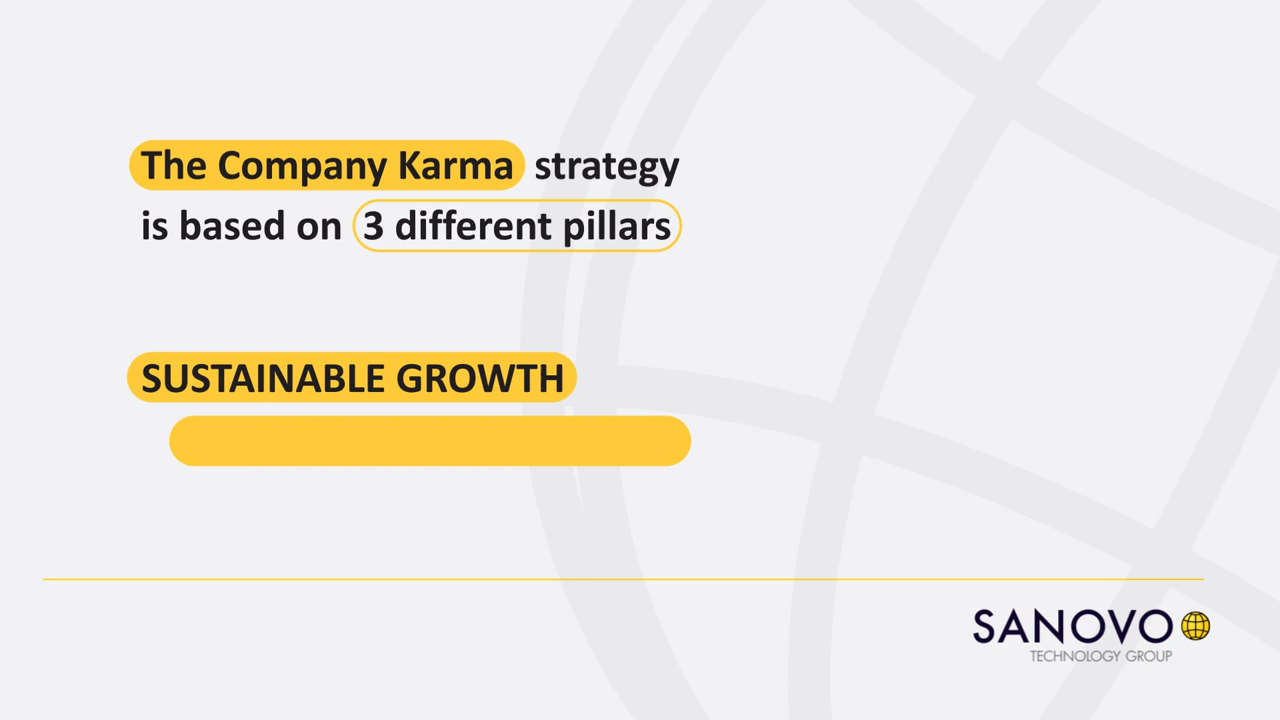 The Company Karma strategy
is based on 3 different pillars
SUSTAINABLE GROWTH
SANOVO
TECHNOLOGY GROUP